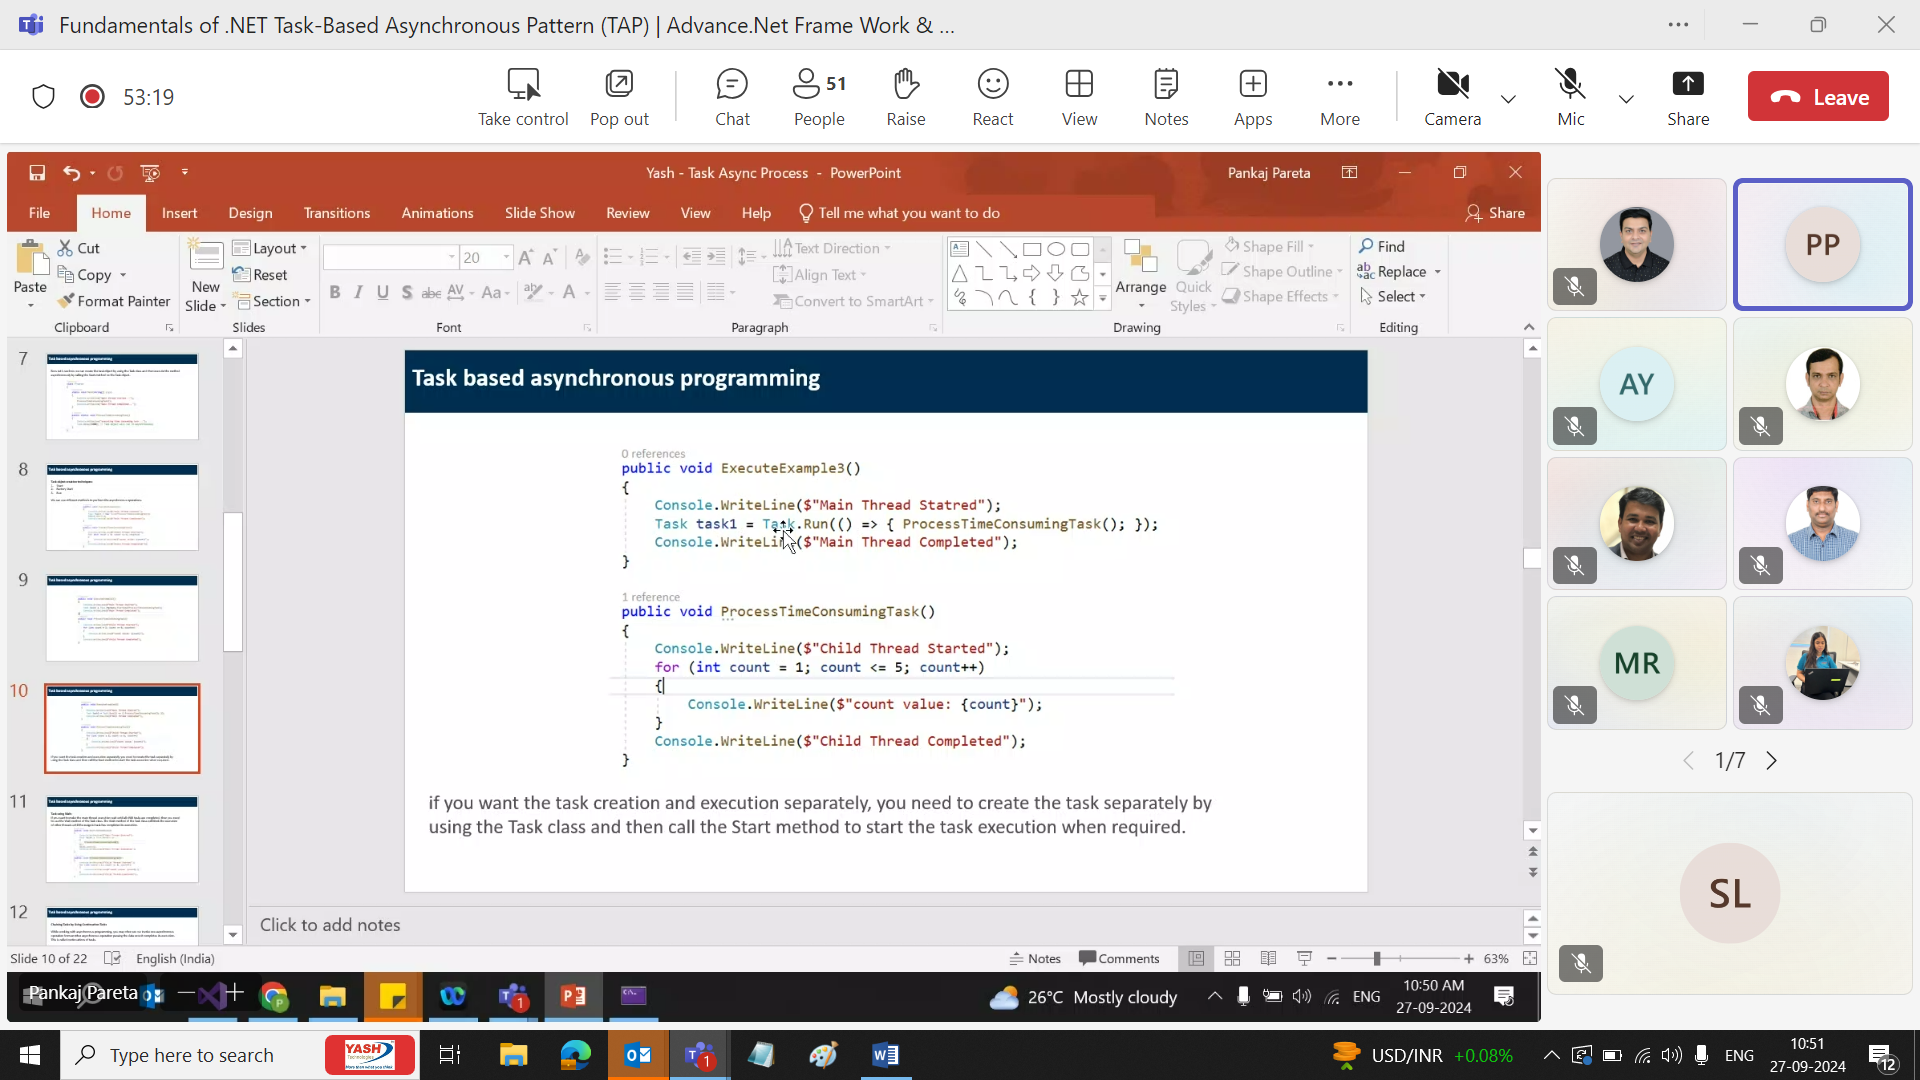 Fundamentals of .NET Task-Based Asynchronous Pattern (TAP) | Advance.Net Frame Work & ...
53:19
Take control
Pop out
Chat
51
People
Raise
React
View
Notes
Apps
More
Camera
Mic
Share
Leave
Yash - Task Async Process - PowerPoint
Pankaj Pareta
File
Home
Insert
Design
Transitions
Animations
Slide Show
Review
View
Help
Tell me what you want to do
Share
Paste
Cut
Copy
Format Painter
Clipboard
New Slide
Layout
Reset
Section
Slides
20
Font
Text Direction
Align Text
Convert to SmartArt
Paragraph
Arrange
Quick Styles
Shape Fill
Shape Outline
Shape Effects
Drawing
Find
Replace
Select
Editing
7
8
9
10
11
12
Task based asynchronous programming
0 references
public void ExecuteExample3()
{
Console.WriteLine($"Main Thread Statred");
Task task1 = Task.Run(() => { ProcessTimeConsumingTask(); });
Console.WriteLine($"Main Thread Completed");
}
1 reference
public void ProcessTimeConsumingTask()
{
Console.WriteLine($"Child Thread Started");
for (int count = 1; count <= 5; count++)
{
Console.WriteLine($"count value: {count}");
}
Console.WriteLine($"Child Thread Completed");
}
if you want the task creation and execution separately, you need to create the task separately by
using the Task class and then call the Start method to start the task execution when required.
Click to add notes
Slide 10 of 22
English (India)
Notes
Comments
63%
Pankaj Pareta
26°C Mostly cloudy
ENG
10:50 AM
27-09-2024
PP
AY
MR
1/7
SL
Type here to search
YASH
USD/INR +0.08%
ENG
10:51
27-09-2024
12